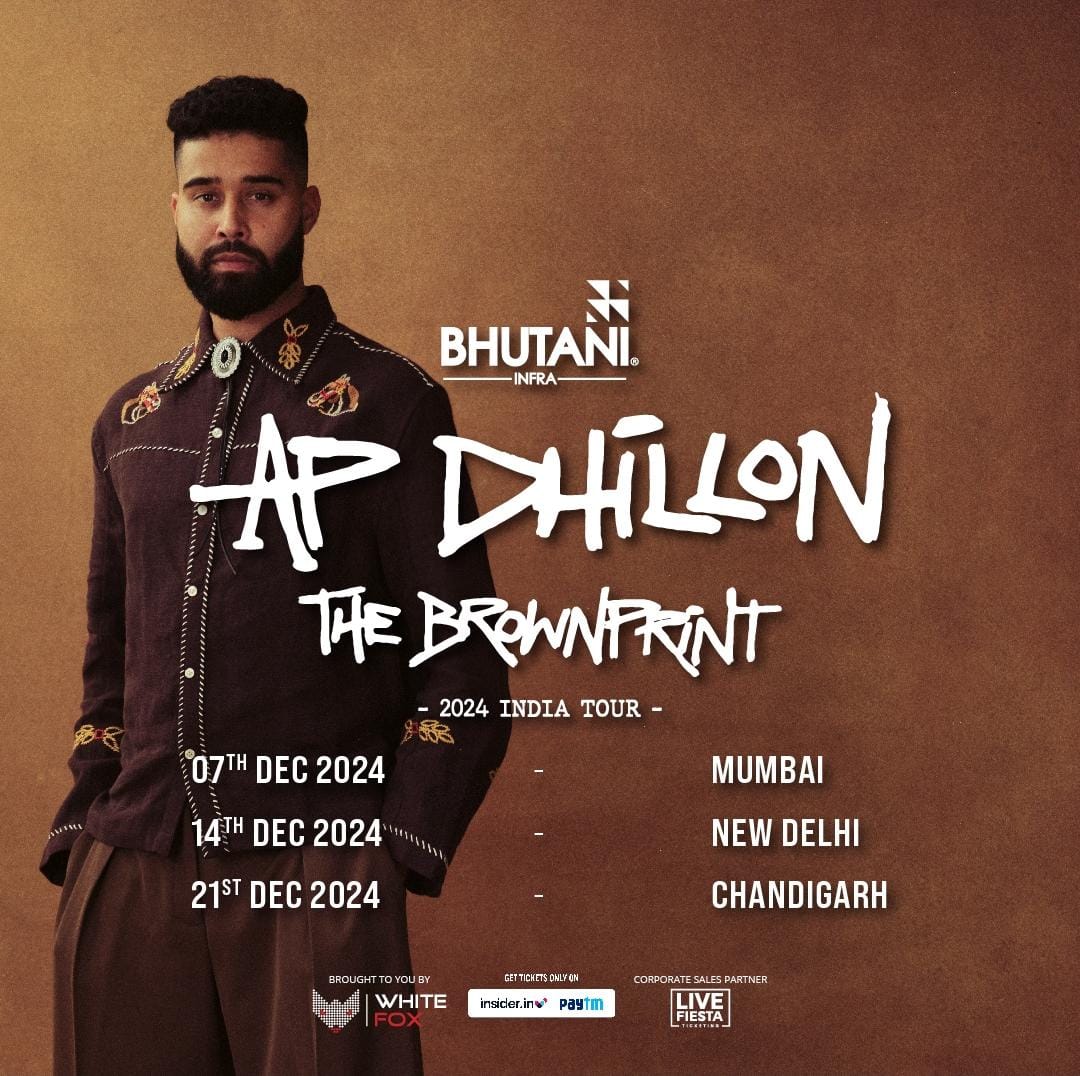 BHUTANI®
INFRA
AP DHILLON
THE BROWNPRINT
- 2024 INDIA TOUR -
07TH DEC 2024 - MUMBAI
14TH DEC 2024 - NEW DELHI
21ST DEC 2024 - CHANDIGARH
BROUGHT TO YOU BY
WHITE
FOX
GET TICKETS ONLY ON
insider.in paytm
CORPORATE SALES PARTNER
LIVE
FIESTA
TICKETING